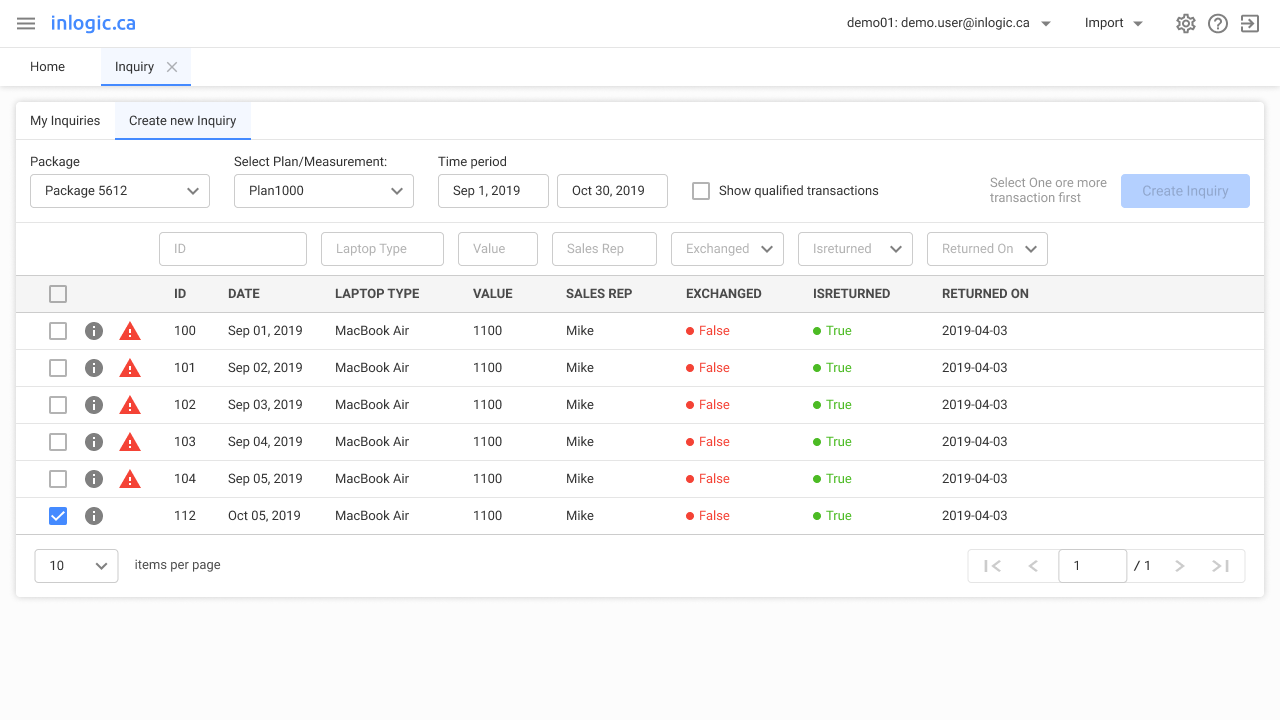 inlogic.ca
demo01: demo.user@inlogic.ca
Import
Home
Inquiry
My Inquiries
Create new Inquiry
Package
Select Plan/Measurement:
Time period
Package 5612
Plan1000
Sep 1, 2019
Oct 30, 2019
Show qualified transactions
Select One ore more
transaction first
Create Inquiry
ID
Laptop Type
Value
Sales Rep
Exchanged
Isreturned
Returned On
ID DATE LAPTOP TYPE VALUE SALES REP EXCHANGED ISRETURNED RETURNED ON
100 Sep 01, 2019 MacBook Air 1100 Mike False True 2019-04-03
101 Sep 02, 2019 MacBook Air 1100 Mike False True 2019-04-03
102 Sep 03, 2019 MacBook Air 1100 Mike False True 2019-04-03
103 Sep 04, 2019 MacBook Air 1100 Mike False True 2019-04-03
104 Sep 05, 2019 MacBook Air 1100 Mike False True 2019-04-03
112 Oct 05, 2019 MacBook Air 1100 Mike False True 2019-04-03
10 items per page
1 / 1